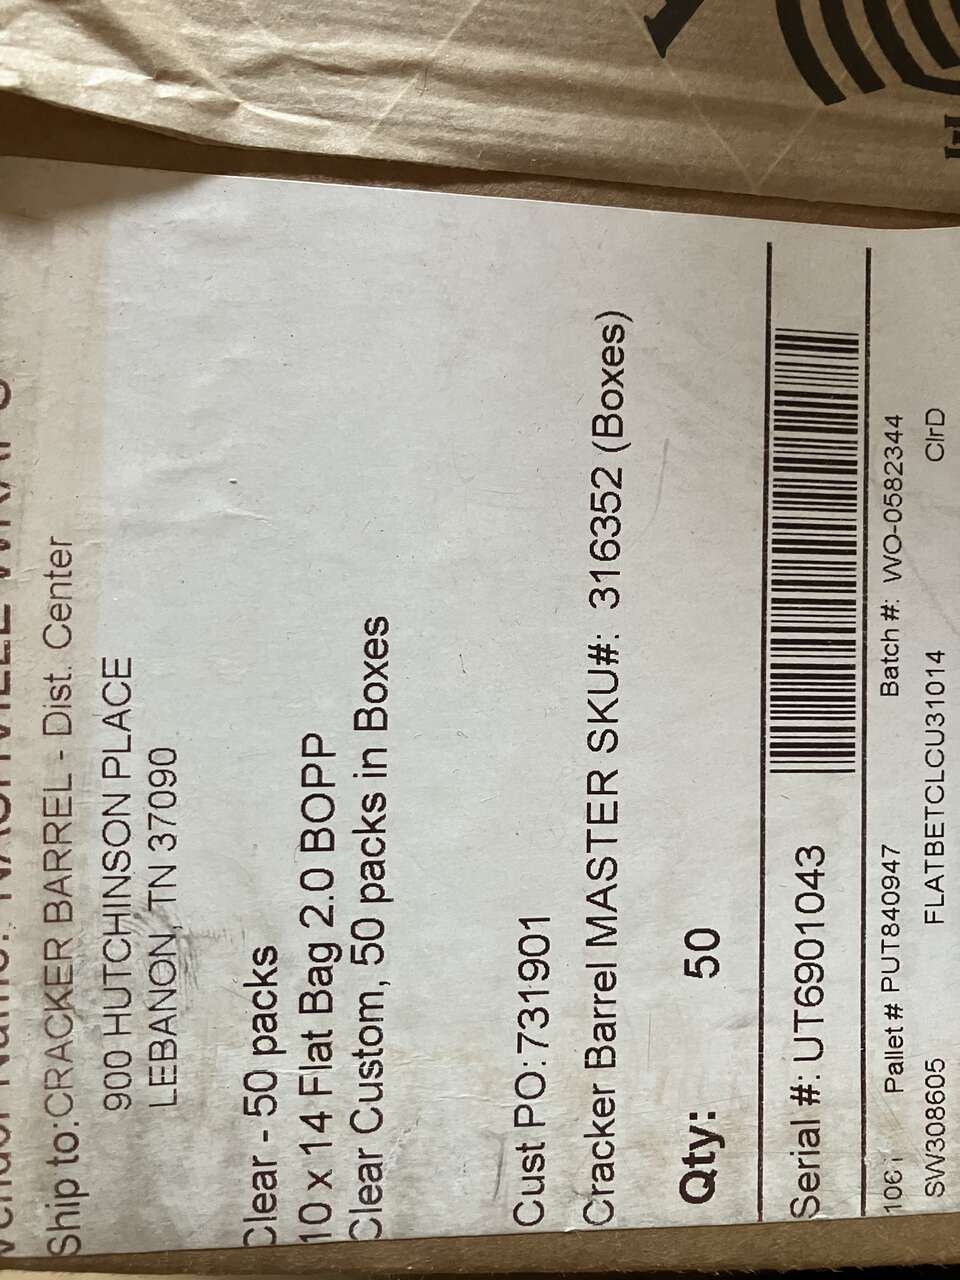 Ship to:CRACKER BARREL - Dist. Center
900 HUTCHINSON PLACE
LEBANON, TN 37090
Clear - 50 packs
10 x 14 Flat Bag 2.0 BOPP
Clear Custom, 50 packs in Boxes
Cust PO:731901
Cracker Barrel MASTER SKU#: 316352 (Boxes)
Qty: 50
Serial #: UT6901043
Pallet # PUT840947 Batch #: WO-0582344
SW308605 FLATBETCLCU31014 ClrD